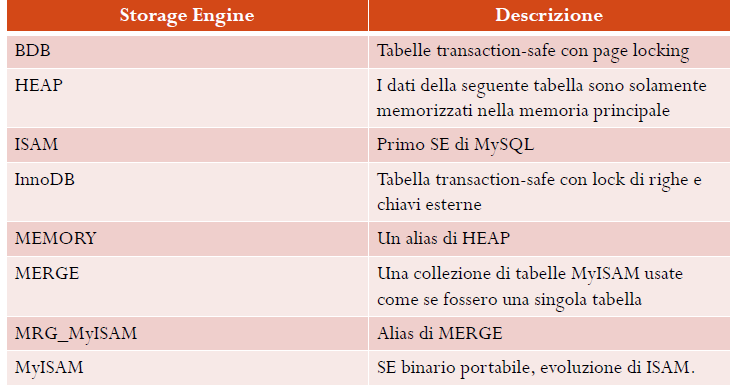 Storage Engine Descrizione
BDB Tabelle transaction-safe con page locking
HEAP I dati della seguente tabella sono solamente
memorizzati nella memoria principale
ISAM Primo SE di MySQL
InnoDB Tabella transaction-safe con lock di righe e
chiavi esterne
MEMORY Un alias di HEAP
MERGE Una collezione di tabelle MyISAM usate
come se fossero una singola tabella
MRG_MyISAM Alias di MERGE
MyISAM SE binario portabile, evoluzione di ISAM.